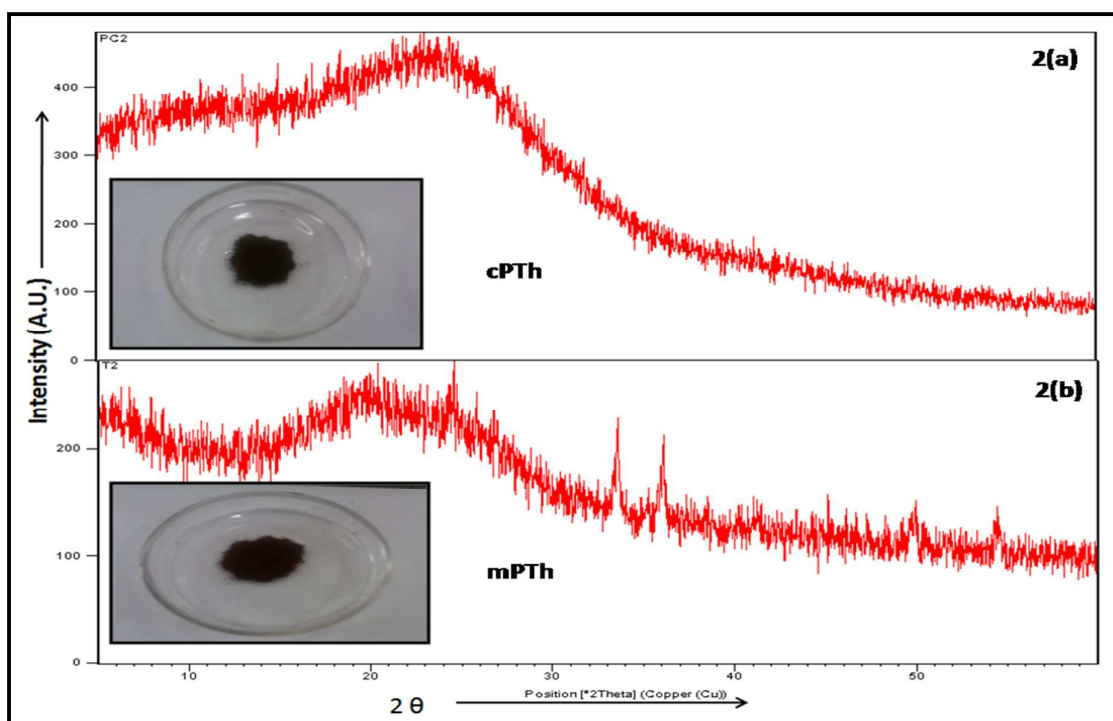 PC2
2(a)
400
300
200
100
0
cPTh
Intensity (A.U.)
T2
2(b)
200
100
0
mPTh
10
20
30
40
50
Position [°2Theta] (Copper (Cu))
2 θ